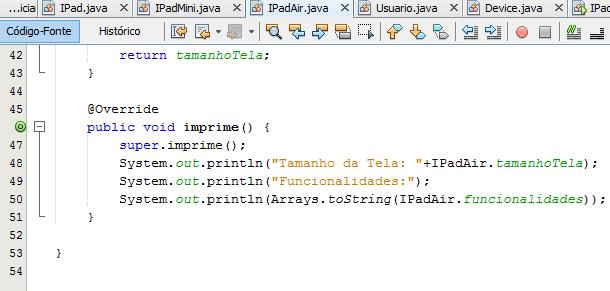 ...icia IPad.java IPadMini.java IPadAir.java Usuario.java Device.java IPac
Código-Fonte Histórico
42 return tamanhoTela;
43 }
44
45 @Override
public void imprime() {
47 super.imprime();
48 System.out.println("Tamanho da Tela: "+IPadAir.tamanhoTela);
49 System.out.println("Funcionalidades:");
50 System.out.println(Arrays.toString(IPadAir.funcionalidades));
51 }
52
53 }
54